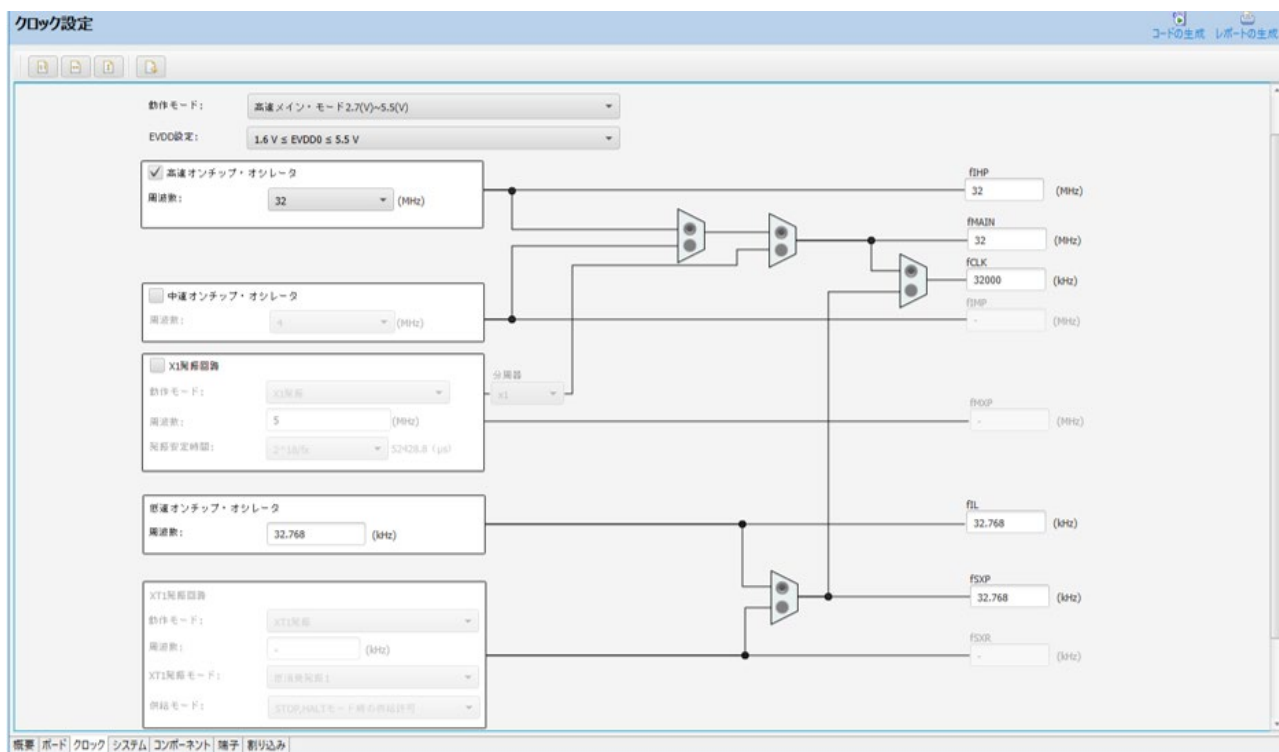 クロック設定
コードの生成 レポートの生成
動作モード: 高速メイン・モード2.7(V)~5.5(V)
EVDD設定: 1.6 V ≤ EVDD0 ≤ 5.5 V
高速オンチップ・オシレータ
周波数: 32 (MHz)
fIHP
32 (MHz)
fMAIN
32 (MHz)
fCLK
32000 (kHz)
中速オンチップ・オシレータ
周波数: 4 (MHz)
fIMP
- (MHz)
X1発振回路
動作モード: X1発振
周波数: 5 (MHz)
発振安定時間: 2^18/fx 52428.8 (μs)
分周器
x1
fMXP
- (MHz)
低速オンチップ・オシレータ
周波数: 32.768 (kHz)
fIL
32.768 (kHz)
fSXP
32.768 (kHz)
XT1発振回路
動作モード: XT1発振
周波数: - (kHz)
XT1発振モード: 低消費発振1
供給モード: STOP,HALTモード時の供給許可
fSXR
- (kHz)
概要 ボード クロック システム コンポーネント 端子 割り込み